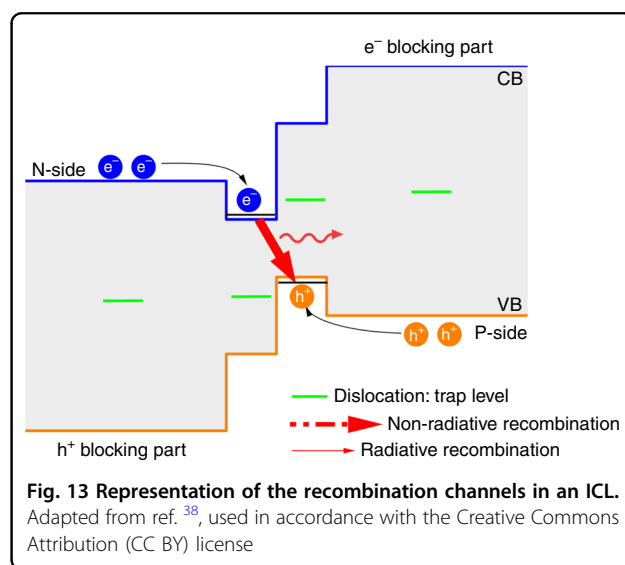 e⁻ blocking part
CB
N-side
e⁻ e⁻
e⁻
h⁺
VB
h⁺ h⁺
P-side
Dislocation: trap level
Non-radiative recombination
Radiative recombination
h⁺ blocking part
Fig. 13 Representation of the recombination channels in an ICL.
Adapted from ref. ³⁸, used in accordance with the Creative Commons
Attribution (CC BY) license